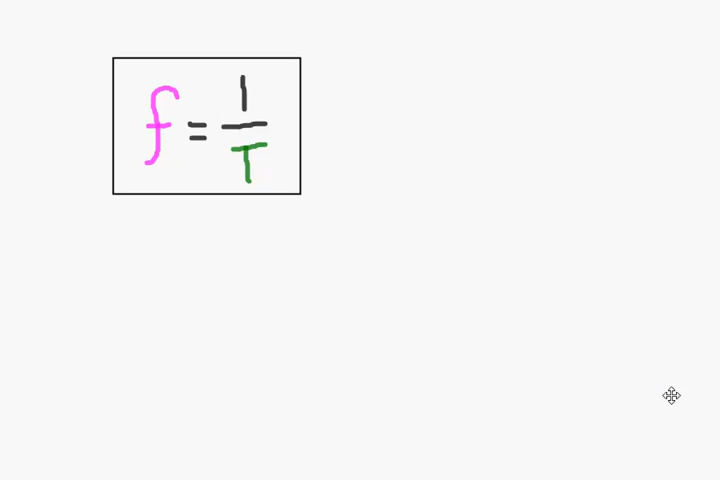 f = 1/T